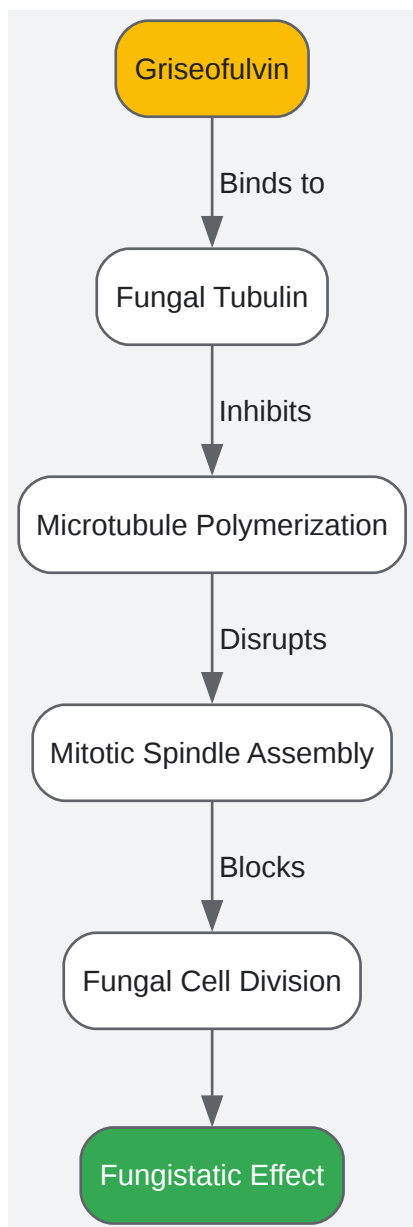 Griseofulvin
Binds to
Fungal Tubulin
Inhibits
Microtubule Polymerization
Disrupts
Mitotic Spindle Assembly
Blocks
Fungal Cell Division
Fungistatic Effect